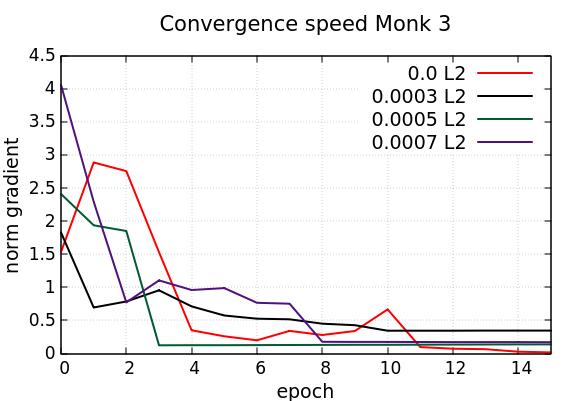 Convergence speed Monk 3
4.5
4
3.5
3
2.5
2
1.5
1
0.5
0
norm gradient
0.0 L2
0.0003 L2
0.0005 L2
0.0007 L2
0 2 4 6 8 10 12 14
epoch